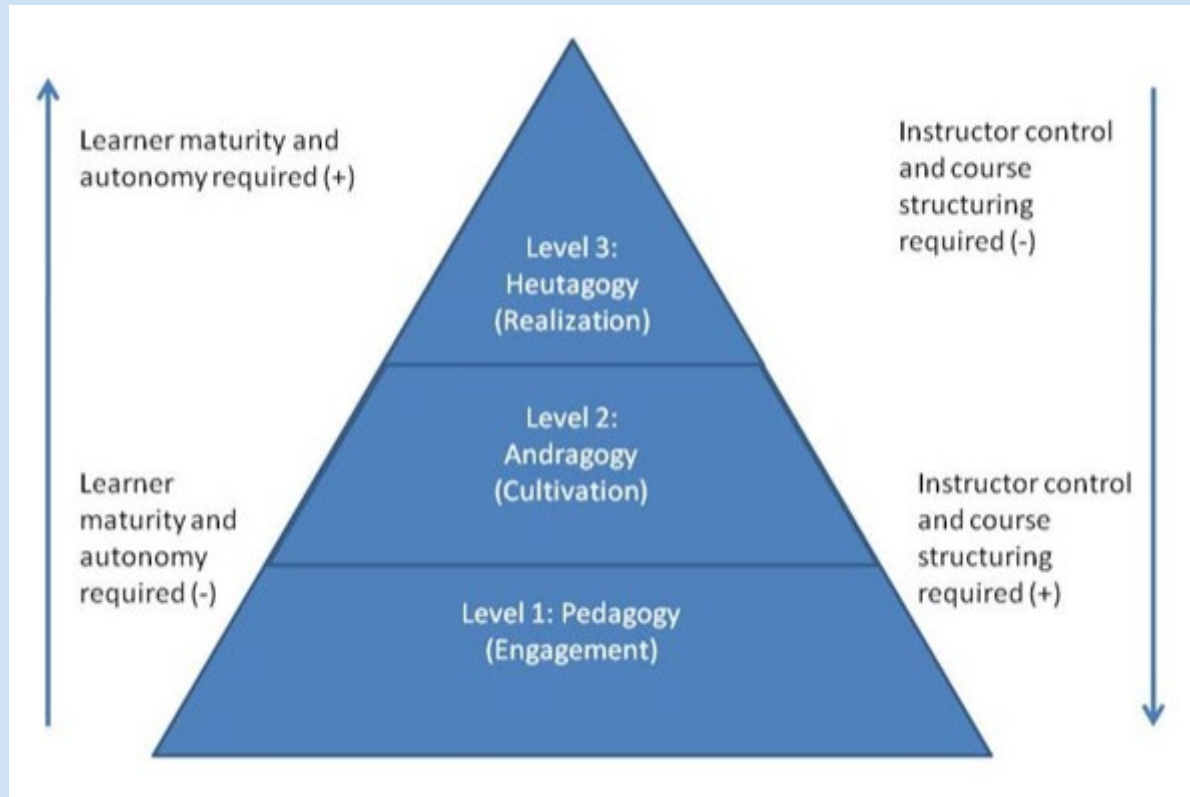 Learner maturity and
autonomy required (+)
Instructor control
and course
structuring
required (-)
Level 3:
Heutagogy
(Realization)
Level 2:
Andragogy
(Cultivation)
Learner
maturity and
autonomy
required (-)
Instructor control
and course
structuring
required (+)
Level 1: Pedagogy
(Engagement)